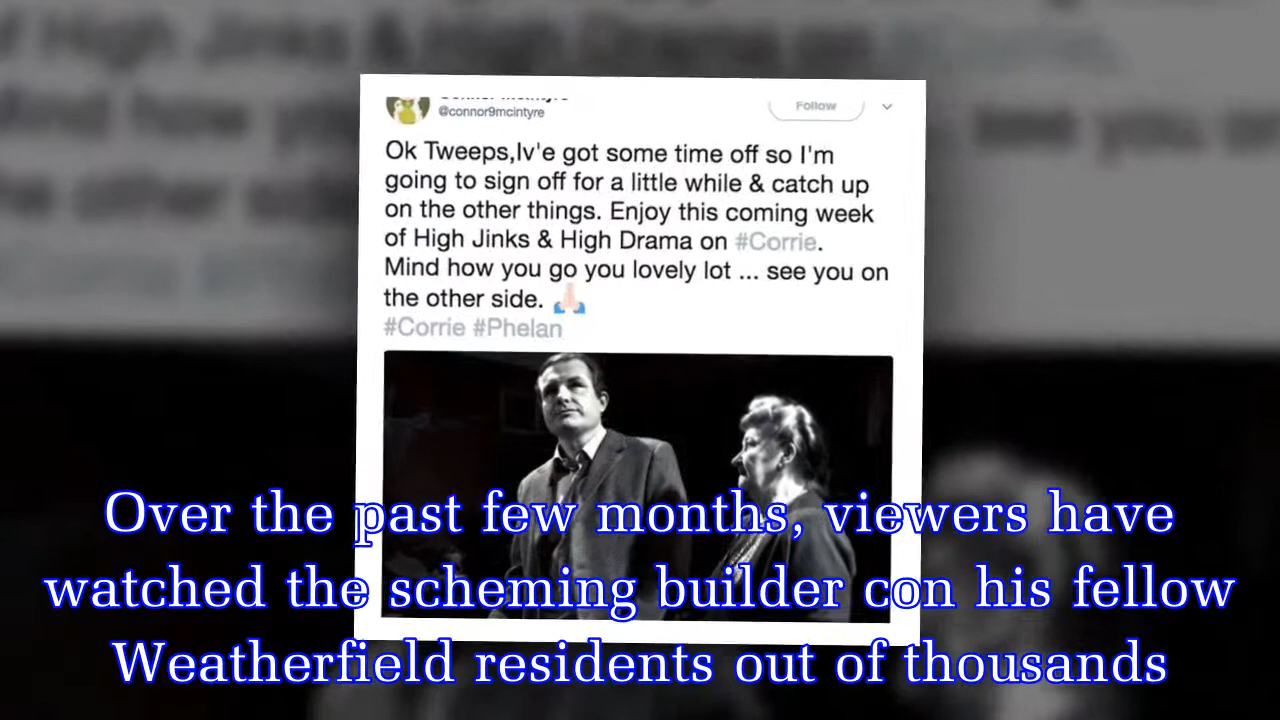 @connor9mcintyre
Follow
Ok Tweeps,Iv'e got some time off so I'm
going to sign off for a little while & catch up
on the other things. Enjoy this coming week
of High Jinks & High Drama on #Corrie.
Mind how you go you lovely lot ... see you on
the other side.
#Corrie #Phelan
Over the past few months, viewers have
watched the scheming builder con his fellow
Weatherfield residents out of thousands